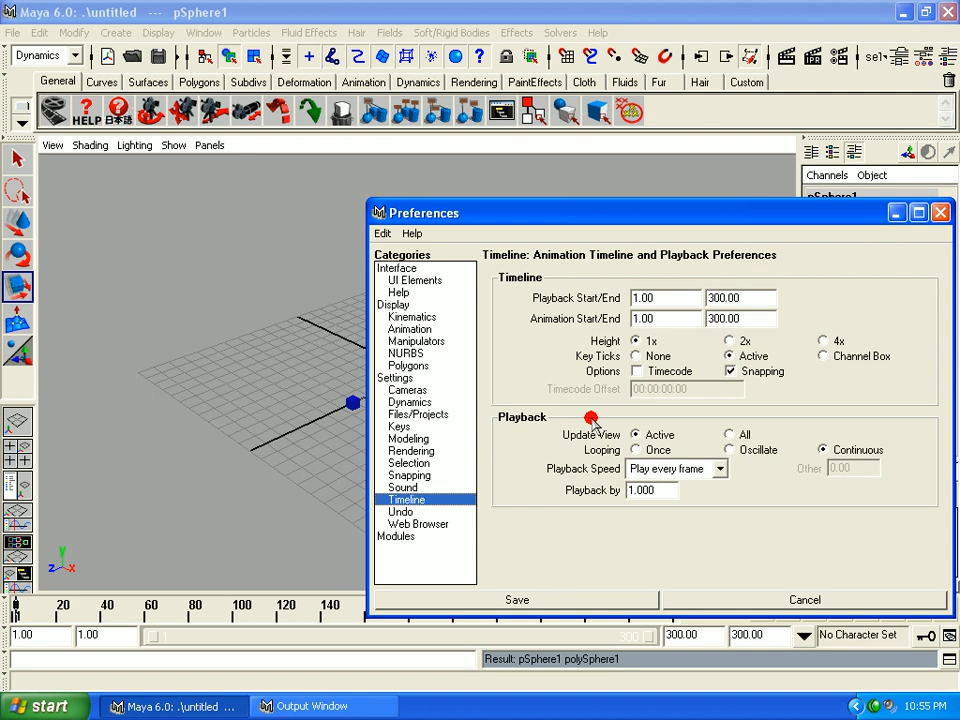 Maya 6.0: .\untitled --- pSphere1
File Edit Modify Create Display Window Particles Fluid Effects Hair Fields Soft/Rigid Bodies Effects Solvers Help
Dynamics
sel
General Curves Surfaces Polygons Subdivs Deformation Animation Dynamics Rendering PaintEffects Cloth Fluids Fur Hair Custom
HELP 日本語
View Shading Lighting Show Panels
Channels Object
pSphere1
Preferences
Edit Help
Categories
Interface
UI Elements
Help
Display
Kinematics
Animation
Manipulators
NURBS
Polygons
Settings
Cameras
Dynamics
Files/Projects
Keys
Modeling
Rendering
Selection
Snapping
Sound
Timeline
Undo
Web Browser
Modules
Timeline: Animation Timeline and Playback Preferences
Timeline
Playback Start/End 1.00 300.00
Animation Start/End 1.00 300.00
Height 1x 2x 4x
Key Ticks None Active Channel Box
Options Timecode Snapping
Timecode Offset 00:00:00:00
Playback
Update View Active All
Looping Once Oscillate Continuous
Playback Speed Play every frame Other 0.00
Playback by 1.000
Save Cancel
y
z x
20 40 60 80 100 120 140
1.00 1.00 1 300 300.00 300.00 No Character Set
Result: pSphere1 polySphere1
start Maya 6.0: .\untitled ... Output Window 10:55 PM